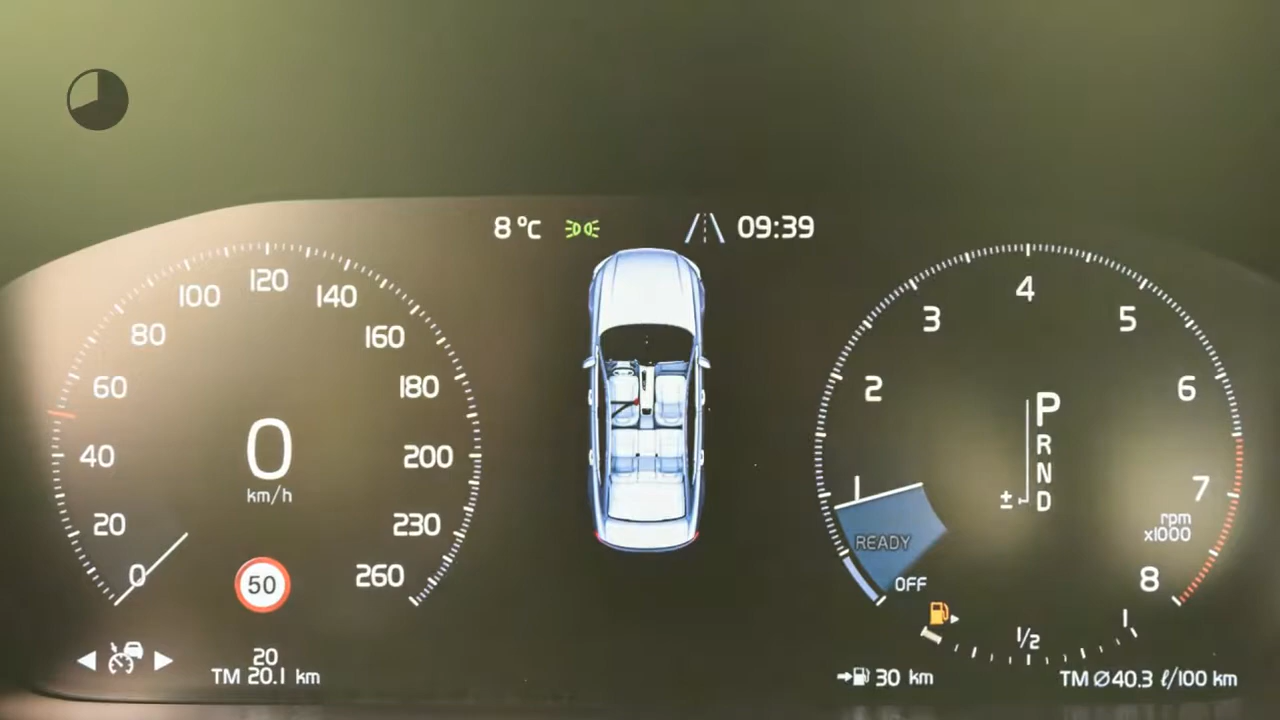 8 °C
09:39
0
20
40
60
80
100
120
140
160
180
200
230
260
0
km/h
50
1
2
3
4
5
6
7
8
rpm
x1000
P
R
N
D
±
READY
OFF
1/2
1
20
TM 20.1 km
30 km
TM Ø40.3 ℓ/100 km